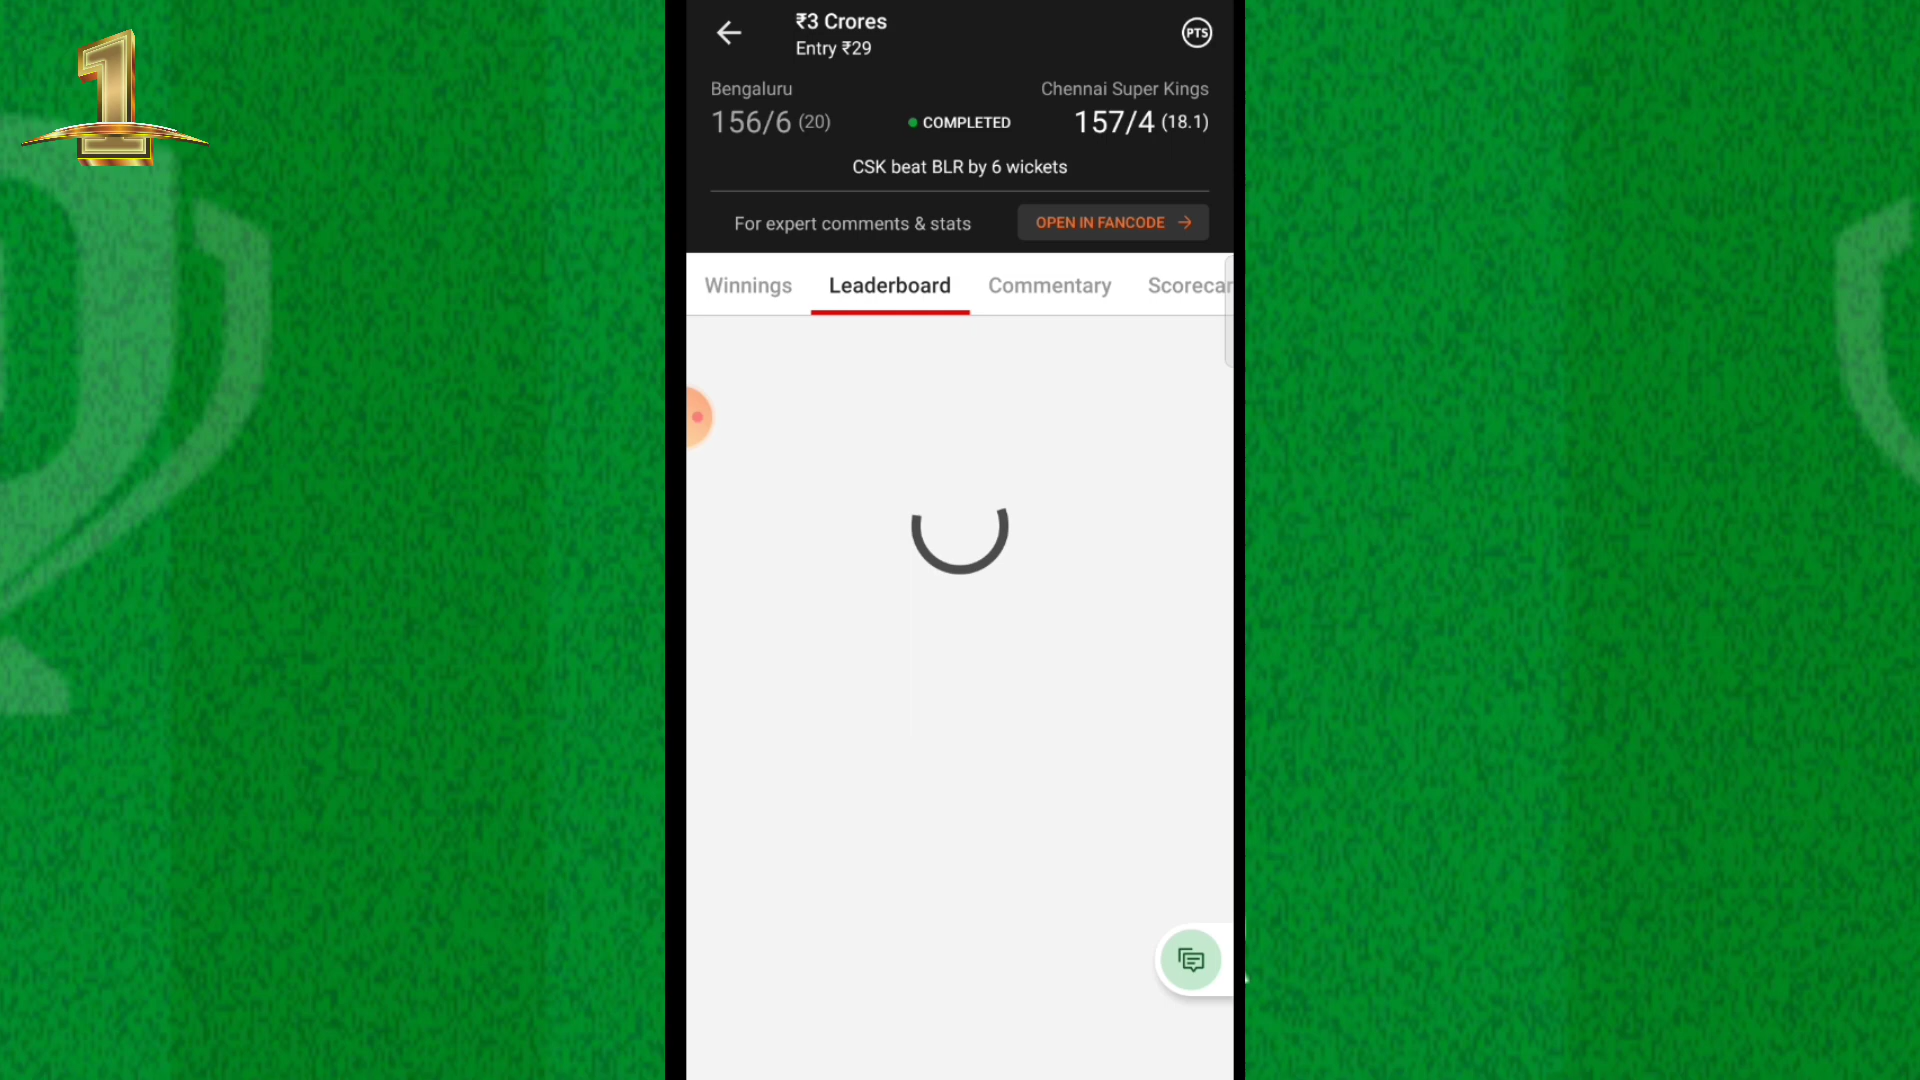 1
₹3 Crores
Entry ₹29
PTS
Bengaluru
Chennai Super Kings
156/6 (20)
COMPLETED
157/4 (18.1)
CSK beat BLR by 6 wickets
For expert comments & stats
OPEN IN FANCODE
Winnings
Leaderboard
Commentary
Scorecar